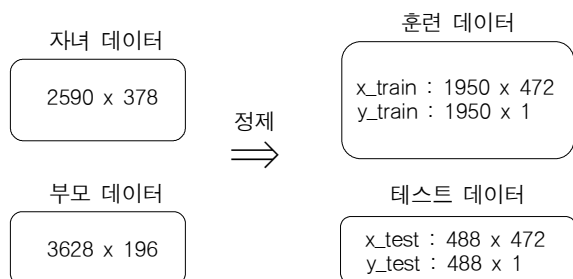 자녀 데이터
2590 x 378
부모 데이터
3628 x 196
정제
훈련 데이터
x_train : 1950 x 472
y_train : 1950 x 1
테스트 데이터
x_test : 488 x 472
y_test : 488 x 1